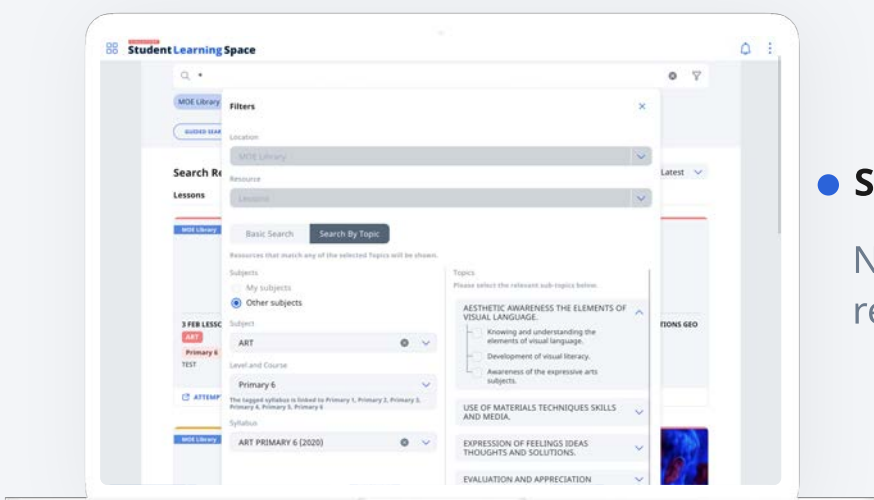 Student Learning Space
MOE Library
Filters
Location
MOE Library
Search Re
Resource
Latest
Lessons
Lessons
MOE Library
Basic Search
Search By Topic
Resources that match any of the selected Topics will be shown.
Subjects
My subjects
Other subjects
Subject
ART
Level and Course
Primary 6
The tagged syllabus is linked to Primary 1, Primary 2, Primary 3,
Primary 4, Primary 5, Primary 6
Syllabus
ART PRIMARY 6 (2020)
Topics
Please select the relevant sub-topics below.
AESTHETIC AWARENESS THE ELEMENTS OF
VISUAL LANGUAGE.
Knowing and understanding the
elements of visual language.
Development of visual literacy.
Awareness of the expressive arts
subjects.
USE OF MATERIALS TECHNIQUES SKILLS
AND MEDIA.
EXPRESSION OF FEELINGS IDEAS
THOUGHTS AND SOLUTIONS.
EVALUATION AND APPRECIATION
3 FEB LESSO
ART
Primary 6
TEST
ATTEMPT
TIONS GEO
MOE Library
S
N
re